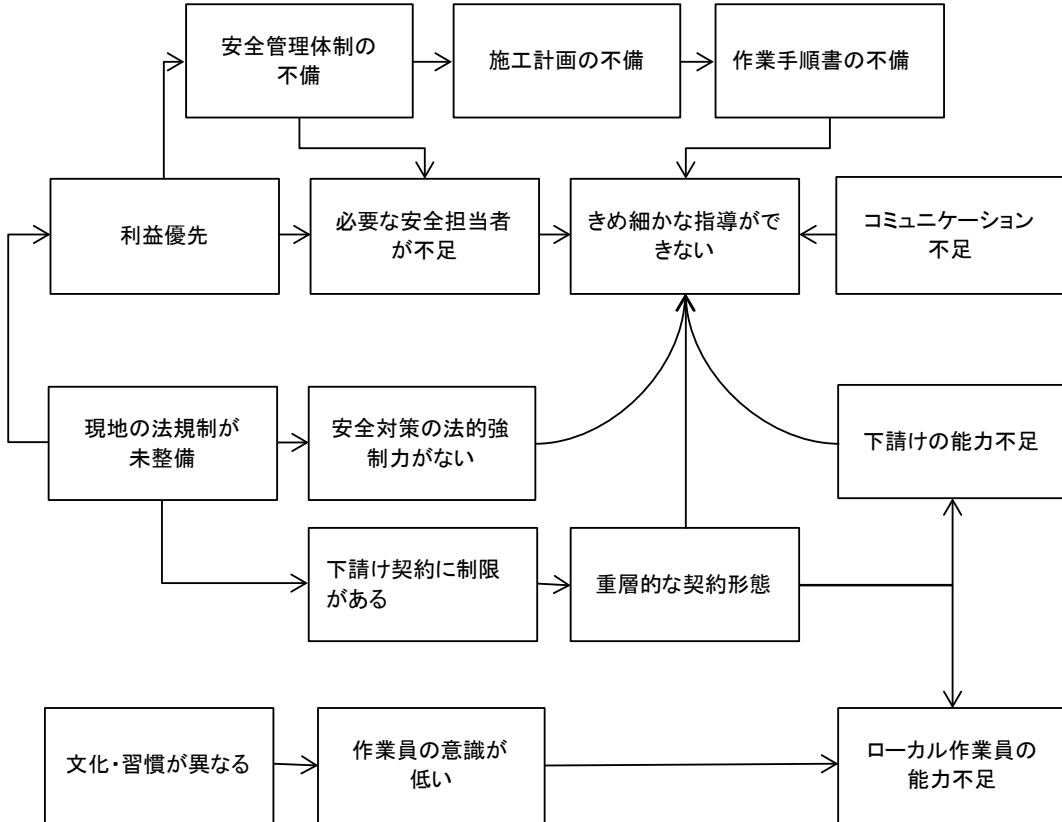 安全管理体制の
不備
施工計画の不備
作業手順書の不備
利益優先
必要な安全担当者
が不足
きめ細かな指導がで
きない
コミュニケーション
不足
現地の法規制が
未整備
安全対策の法的強
制力がない
下請けの能力不足
下請け契約に制限
がある
重層的な契約形態
文化・習慣が異なる
作業員の意識が
低い
ローカル作業員の
能力不足